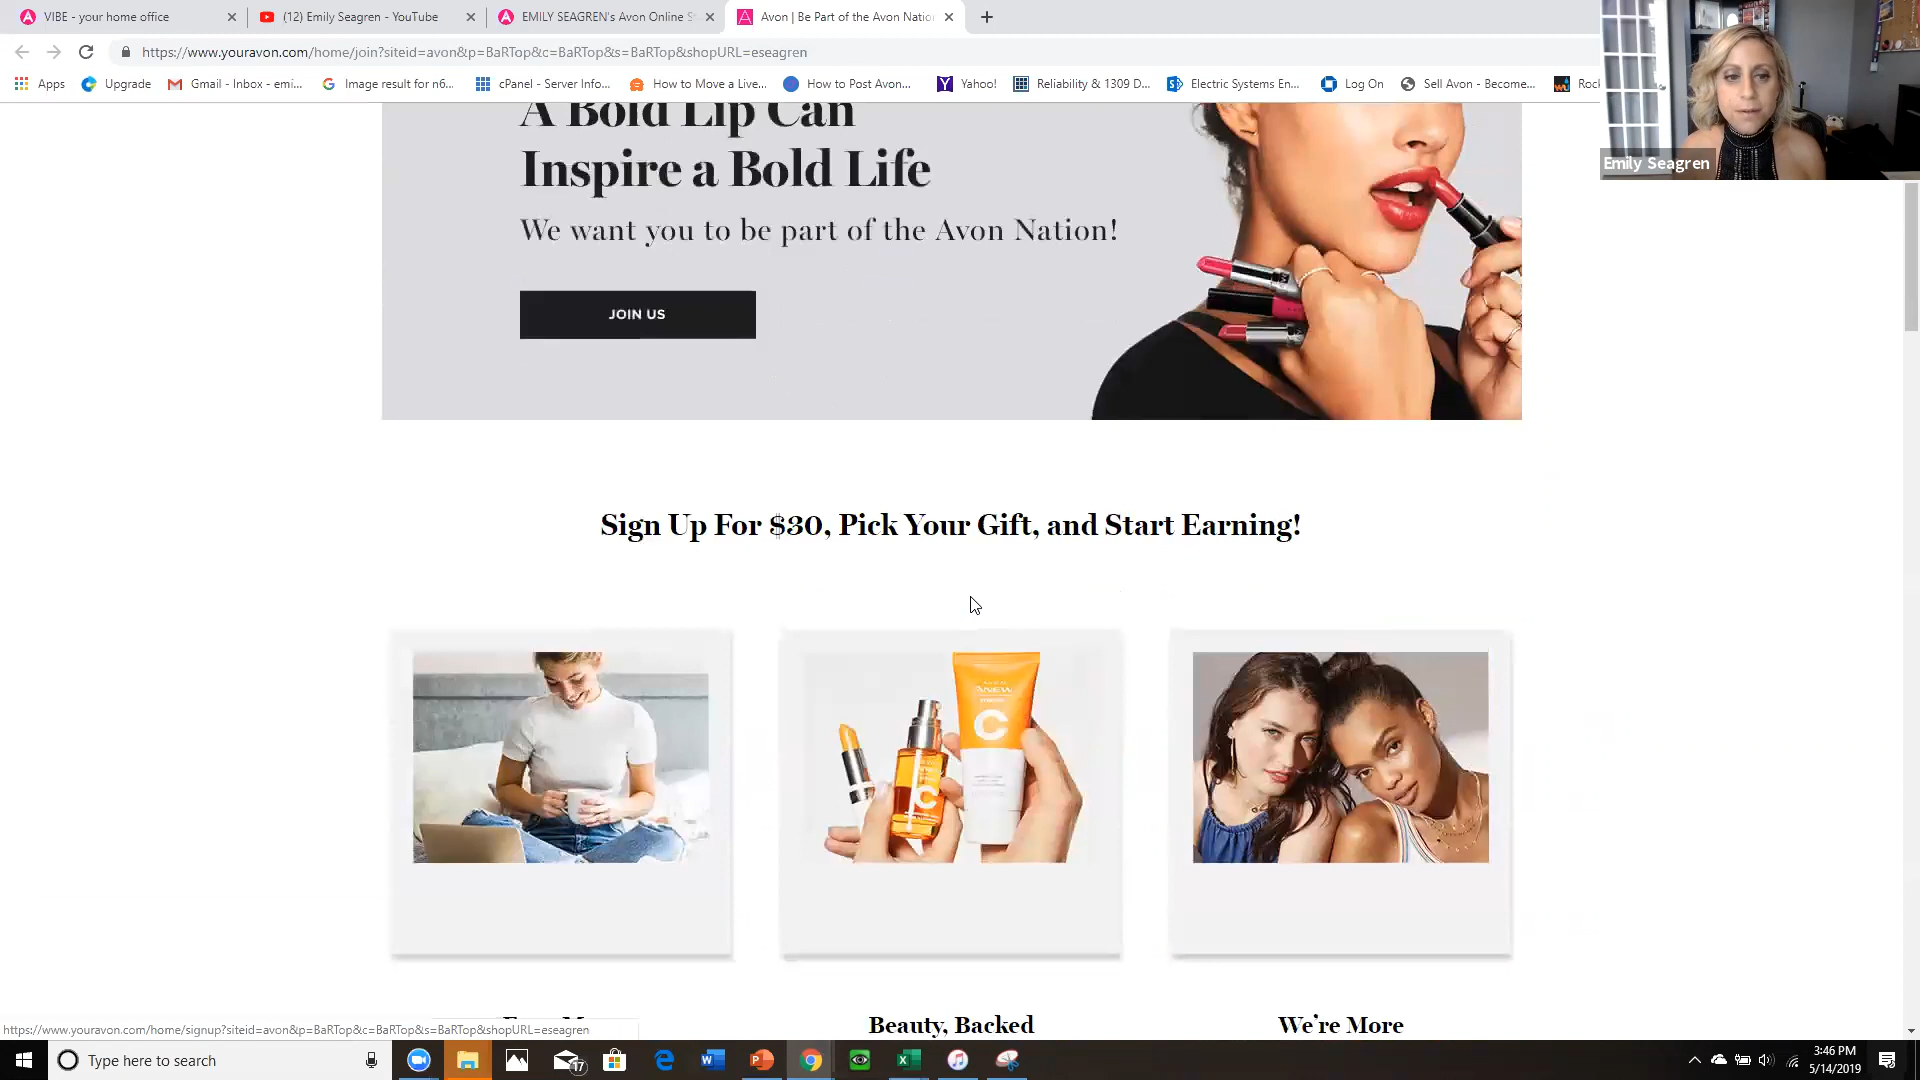 VIBE - your home office
(12) Emily Seagren - YouTube
EMILY SEAGREN's Avon Online S
Avon | Be Part of the Avon Natio
https://www.youravon.com/home/join?siteid=avon&p=BaRTop&c=BaRTop&s=BaRTop&shopURL=eseagren
Apps
Upgrade
Gmail - Inbox - emi...
Image result for n6...
cPanel - Server Info...
How to Move a Live...
How to Post Avon...
Yahoo!
Reliability & 1309 D...
Electric Systems En...
Log On
Sell Avon - Become...
Rock
Emily Seagren
A Bold Lip Can
Inspire a Bold Life
We want you to be part of the Avon Nation!
JOIN US
Sign Up For $30, Pick Your Gift, and Start Earning!
ANEW
C
C
Beauty, Backed
We're More
https://www.youravon.com/home/signup?siteid=avon&p=BaRTop&c=BaRTop&s=BaRTop&shopURL=eseagren
Type here to search
17
3:46 PM
5/14/2019